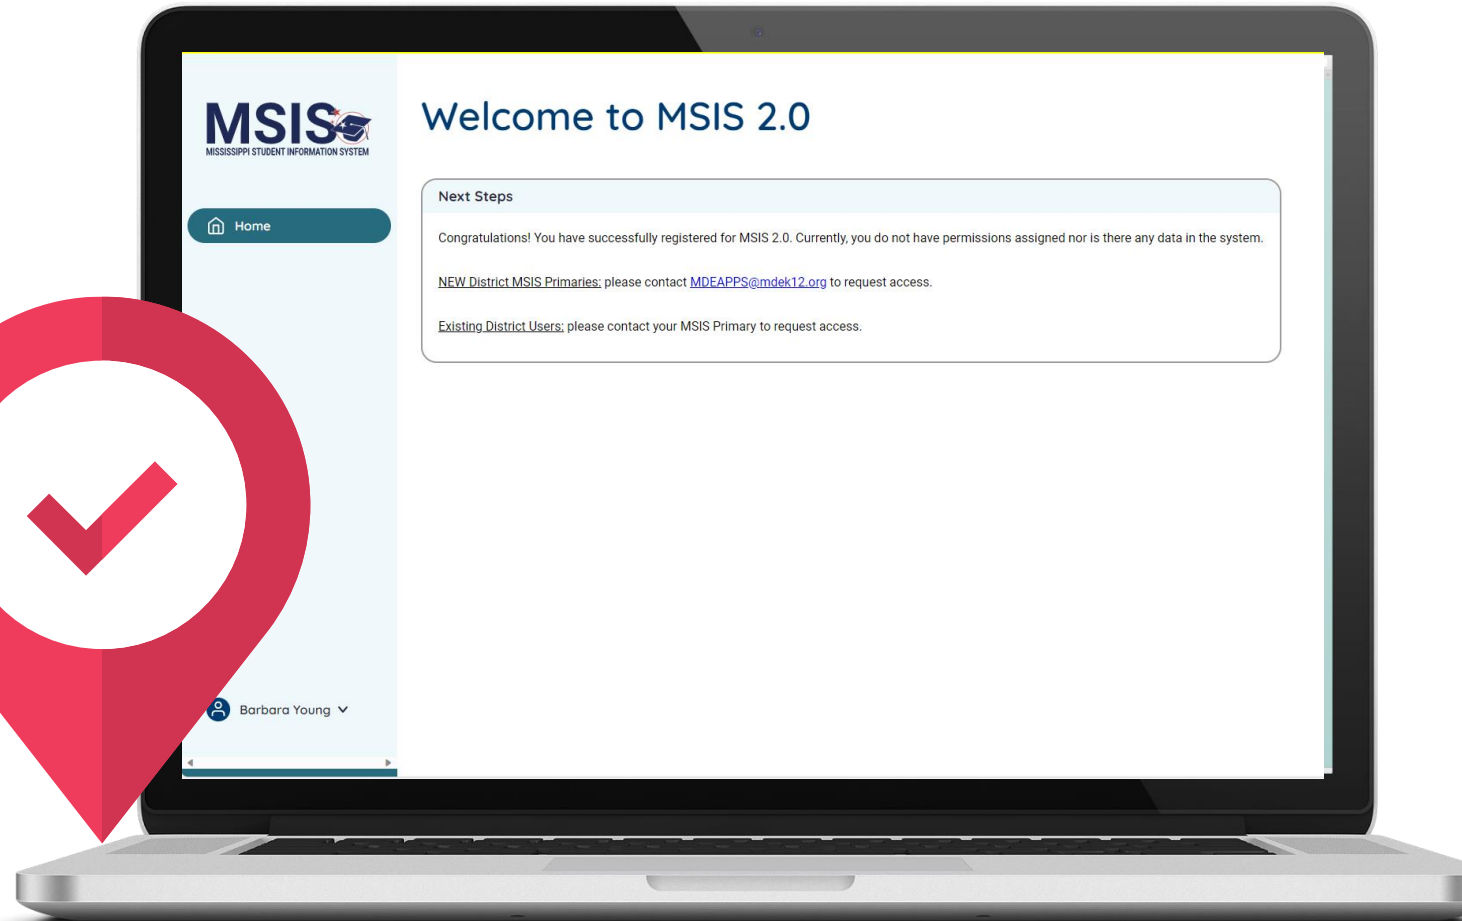 MSIS
MISSISSIPPI STUDENT INFORMATION SYSTEM
Home
Barbara Young
Welcome to MSIS 2.0
Next Steps
Congratulations! You have successfully registered for MSIS 2.0. Currently, you do not have permissions assigned nor is there any data in the system.
NEW District MSIS Primaries: please contact MDEAPPS@mdek12.org to request access.
Existing District Users: please contact your MSIS Primary to request access.